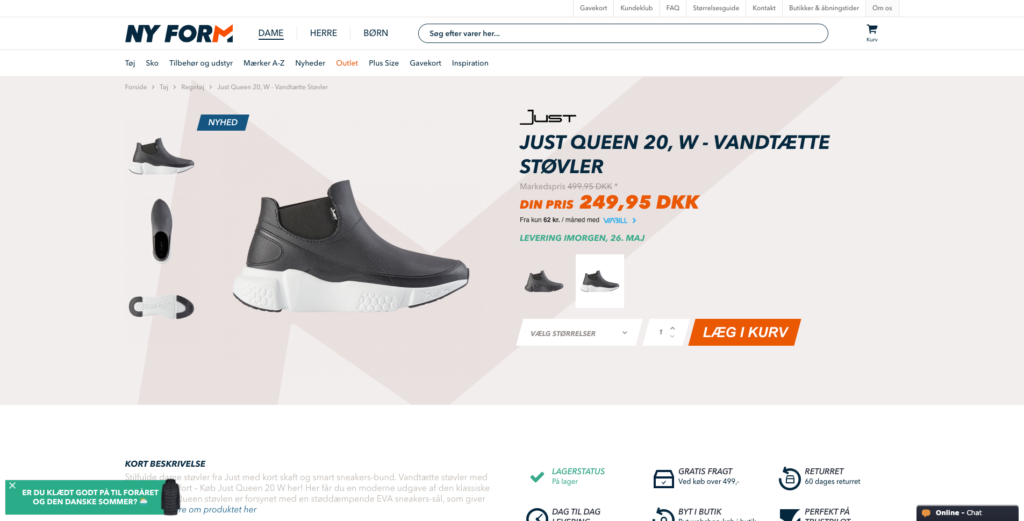 Gavekort Kundeklub FAQ Størrelsesguide Kontakt Butikker & åbningstider Om os
NY FORM DAME HERRE BØRN Søg efter varer her... Kurv
Tøj Sko Tilbehør og udstyr Mærker A-Z Nyheder Outlet Plus Size Gavekort Inspiration
Forside > Tøj > Regntøj > Just Queen 20, W - Vandtætte Støvler
NYHED
JUST
JUST QUEEN 20, W - VANDTÆTTE
STØVLER
Markedspris 499,95 DKK *
DIN PRIS 249,95 DKK
Fra kun 62 kr. / måned med VIABILL >
LEVERING IMORGEN, 26. MAJ
VÆLG STØRRELSER 1 LÆG I KURV
KORT BESKRIVELSE
Stilfulde dame støvler fra Just med kort skaft og smart sneakers-bund. Vandtætte støvler med
ort – Køb Just Queen 20 W her! Her får du en moderne udgave af den klassiske
ueen støvlen er forsynet med en støddæmpende EVA sneakers-sål, som giver
re om produktet her
LAGERSTATUS
På lager
GRATIS FRAGT
Ved køb over 499,-
RETURRET
60 dages returret
DAG TIL DAG
LEVERING
BYT I BUTIK
Byt webshop-køb i butik
PERFEKT PÅ
TRUSTPILOT
ER DU KLÆDT GODT PÅ TIL FORÅRET
OG DEN DANSKE SOMMER?
Online - Chat